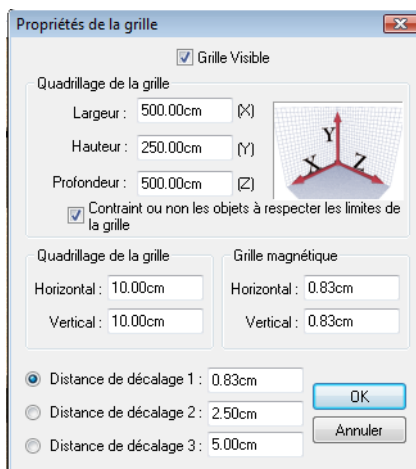 Propriétés de la grille
Grille Visible
Quadrillage de la grille
Largeur : 500.00cm (X)
Hauteur : 250.00cm (Y)
Profondeur : 500.00cm (Z)
X Y Z
Contraint ou non les objets à respecter les limites de
la grille
Quadrillage de la grille
Horizontal : 10.00cm
Vertical : 10.00cm
Grille magnétique
Horizontal : 0.83cm
Vertical : 0.83cm
Distance de décalage 1 : 0.83cm
Distance de décalage 2 : 2.50cm
Distance de décalage 3 : 5.00cm
OK
Annuler